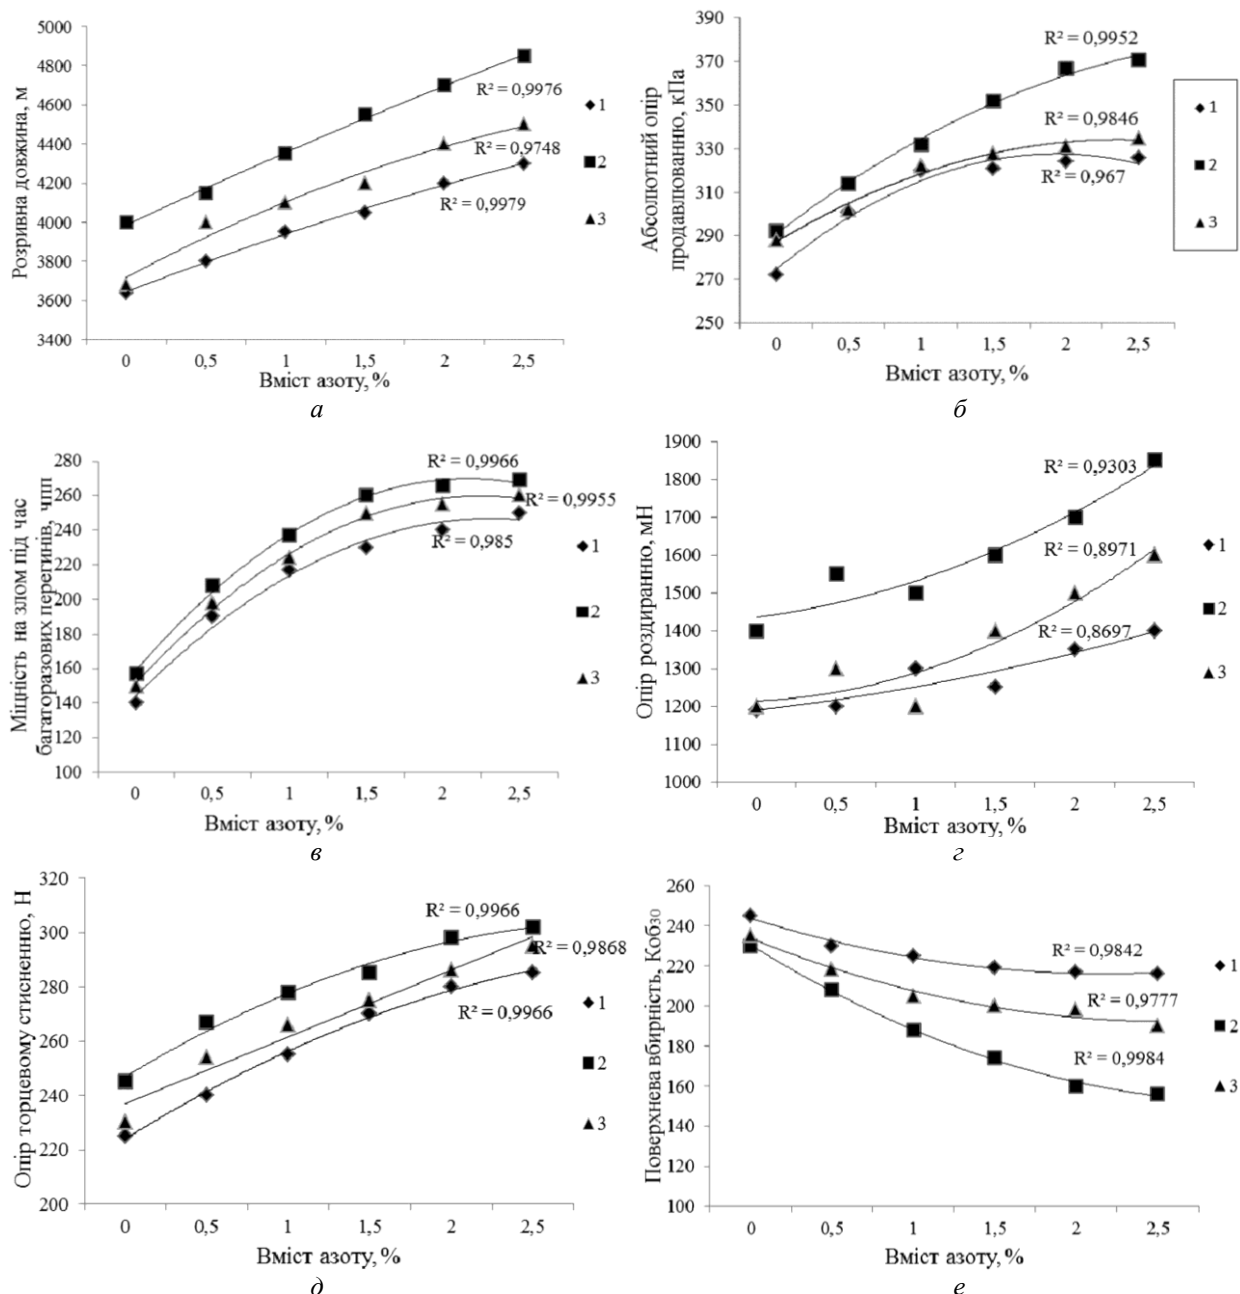 5000
4800
4600
4400
4200
4000
3800
3600
3400
Розривна довжина, м
R² = 0,9976
R² = 0,9748
R² = 0,9979
1
2
3
0 0,5 1 1,5 2 2,5
Вміст азоту, %
а
390
370
350
330
310
290
270
250
Абсолютний опір
продавлюванню, кПа
R² = 0,9952
R² = 0,9846
R² = 0,967
1
2
3
0 0,5 1 1,5 2 2,5
Вміст азоту, %
б
280
260
240
220
200
180
160
140
120
100
Міцність на злом під час
багаторазових перегинів, чпп
R² = 0,9966
R² = 0,9955
R² = 0,985
1
2
3
0 0,5 1 1,5 2 2,5
Вміст азоту, %
в
1900
1800
1700
1600
1500
1400
1300
1200
1100
1000
Опір роздиранню, мН
R² = 0,9303
R² = 0,8971
R² = 0,8697
1
2
3
0 0,5 1 1,5 2 2,5
Вміст азоту, %
г
320
300
280
260
240
220
200
Опір торцевому стисненню, Н
R² = 0,9966
R² = 0,9868
R² = 0,9966
1
2
3
0 0,5 1 1,5 2 2,5
Вміст азоту, %
д
260
240
220
200
180
160
140
120
100
Поверхнева вбирність, Коб₃₀
R² = 0,9842
R² = 0,9777
R² = 0,9984
1
2
3
0 0,5 1 1,5 2 2,5
Вміст азоту, %
е